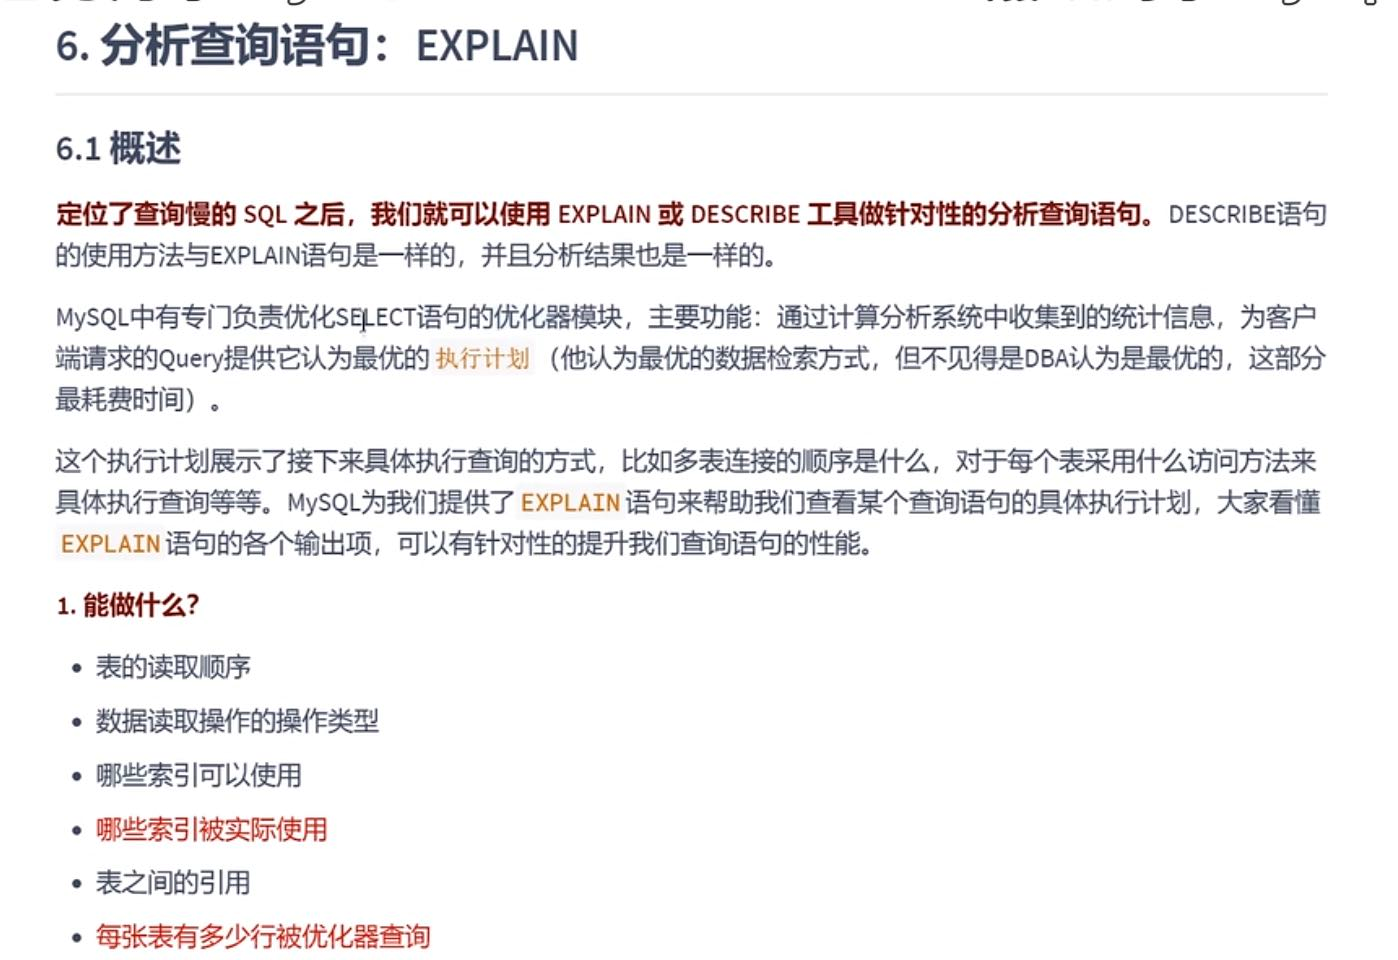 6. 分析查询语句：EXPLAIN
6.1 概述
定位了查询慢的 SQL 之后，我们就可以使用 EXPLAIN 或 DESCRIBE 工具做针对性的分析查询语句。DESCRIBE语句
的使用方法与EXPLAIN语句是一样的，并且分析结果也是一样的。
MySQL中有专门负责优化SELECT语句的优化器模块，主要功能：通过计算分析系统中收集到的统计信息，为客户
端请求的Query提供它认为最优的 执行计划 （他认为最优的数据检索方式，但不见得是DBA认为是最优的，这部分
最耗费时间）。
这个执行计划展示了接下来具体执行查询的方式，比如多表连接的顺序是什么，对于每个表采用什么访问方法来
具体执行查询等等。MySQL为我们提供了 EXPLAIN 语句来帮助我们查看某个查询语句的具体执行计划，大家看懂
EXPLAIN 语句的各个输出项，可以有针对性的提升我们查询语句的性能。
1. 能做什么？
• 表的读取顺序
• 数据读取操作的操作类型
• 哪些索引可以使用
• 哪些索引被实际使用
• 表之间的引用
• 每张表有多少行被优化器查询